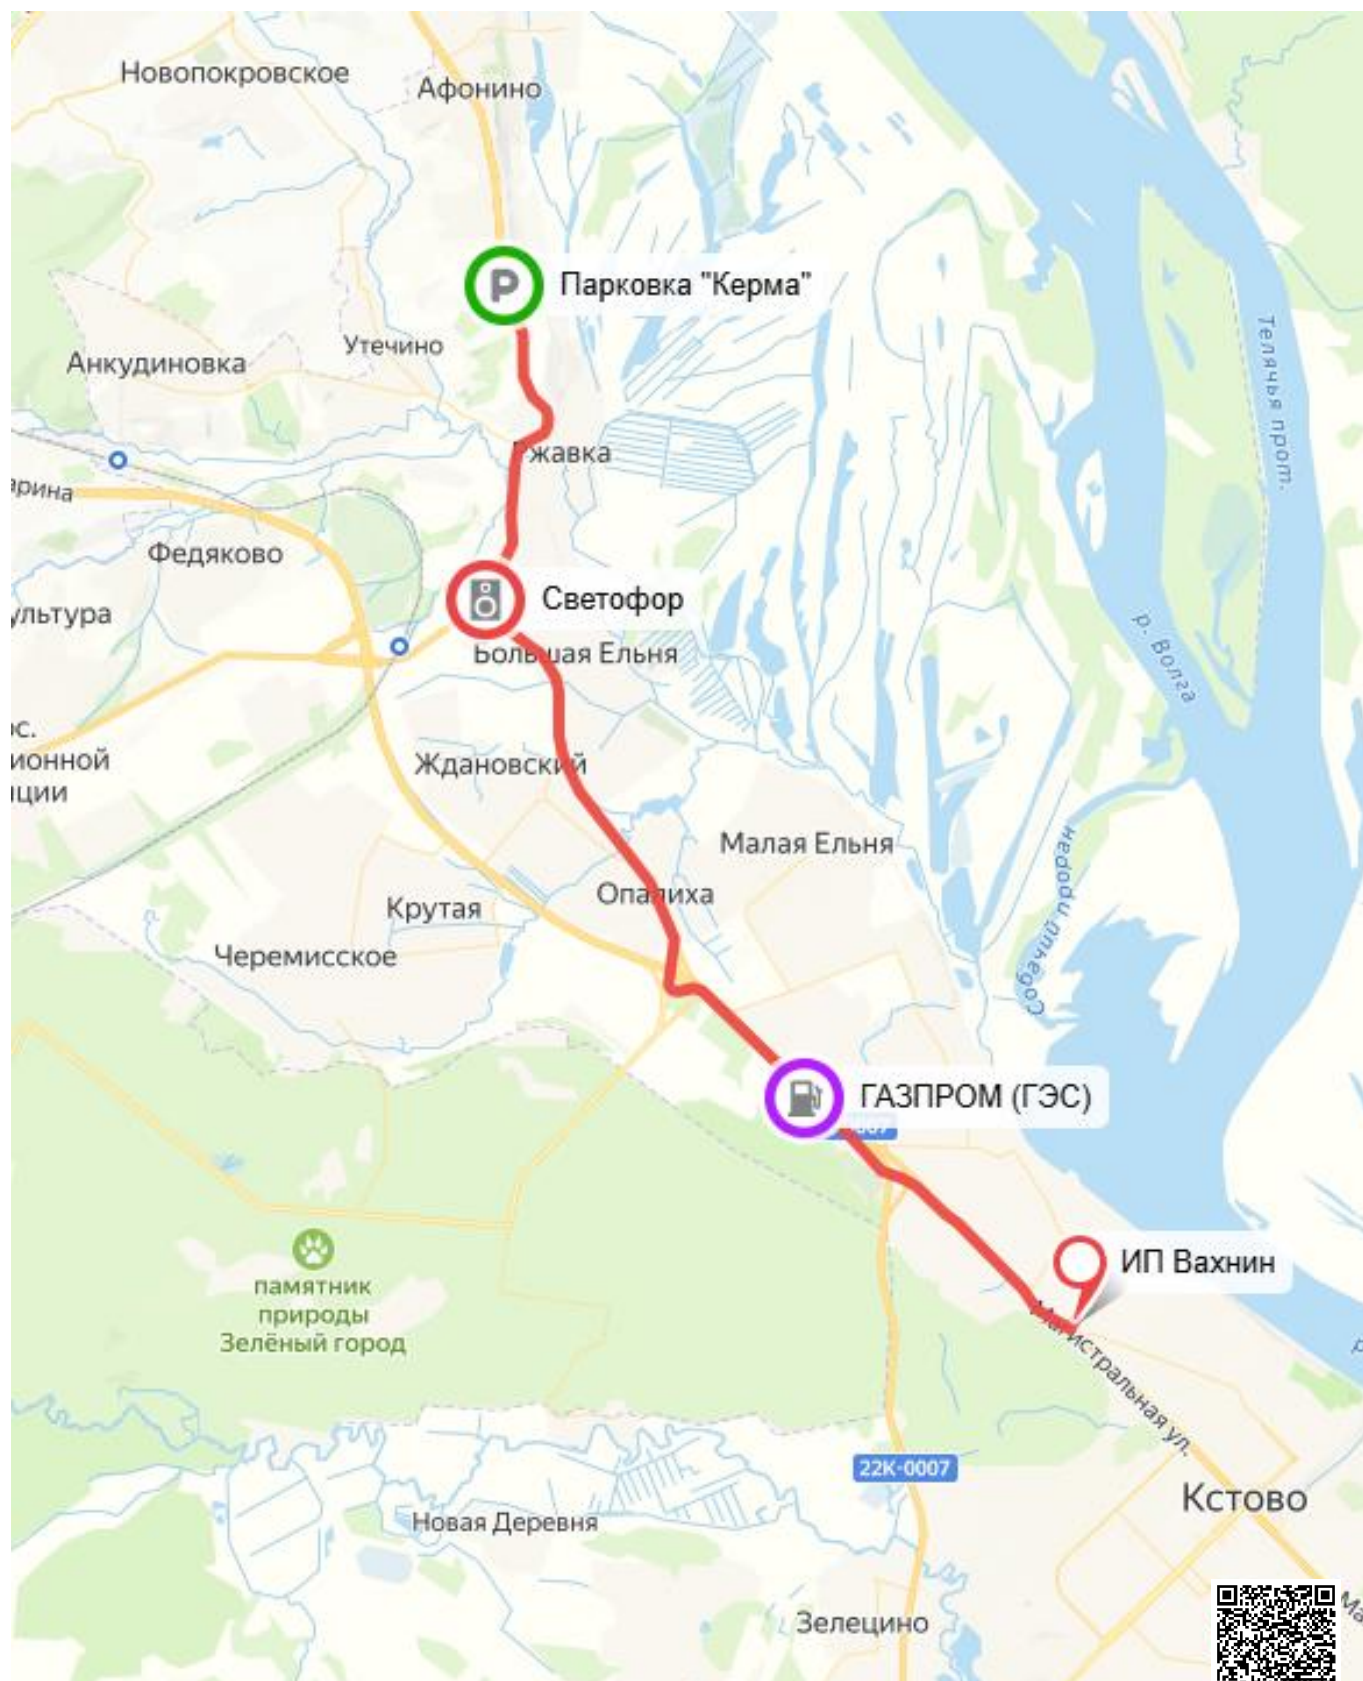 Новопокровское
Афонино
Парковка "Керма"
Утечино
Анкудиновка
Телячья прот.
Ржавка
Федяково
Светофор
р. Волга
Большая Ельня
Ждановский
Малая Ельня
Опалиха
Крутая
Черемисское
Собачий проран
ГАЗПРОМ (ГЭС)
памятник
природы
Зелёный город
ИП Вахнин
Магистральная ул.
22К-0007
Кстово
Новая Деревня
Зелецино